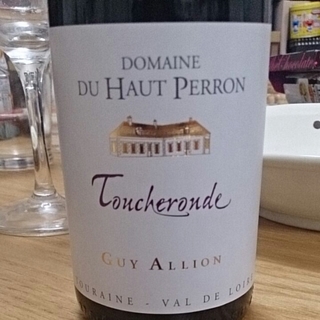 DOMAINE
DU HAUT PERRON
Toucheronde
GUY ALLION
TOURAINE - VAL DE LOIRE